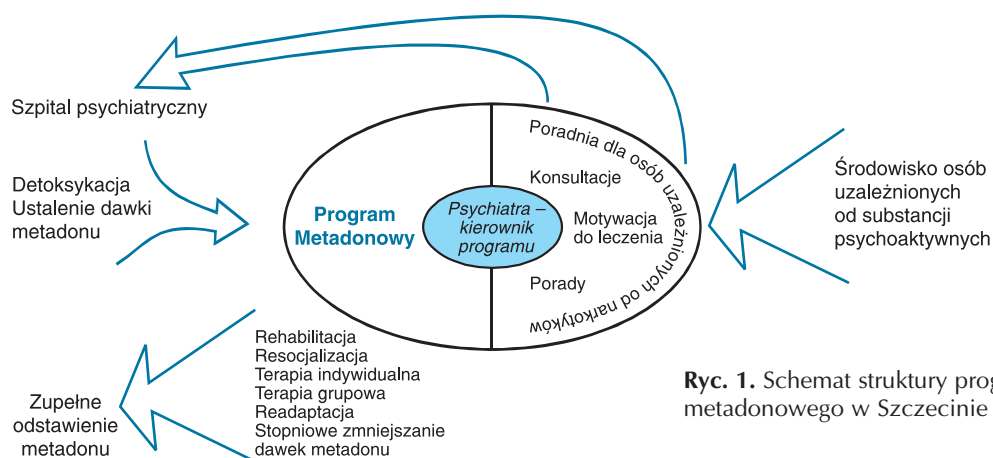 Szpital psychiatryczny
Detoksykacja
Ustalenie dawki
metadonu
Program
Metadonowy
Psychiatra –
kierownik
programu
Poradnia dla osób uzależnionych od narkotyków
Konsultacje
Motywacja
do leczenia
Porady
Środowisko osób
uzależnionych
od substancji
psychoaktywnych
Zupełne
odstawienie
metadonu
Rehabilitacja
Resocjalizacja
Terapia indywidualna
Terapia grupowa
Readaptacja
Stopniowe zmniejszanie
dawek metadonu
Ryc. 1. Schemat struktury
metadonowego w Szczecinie